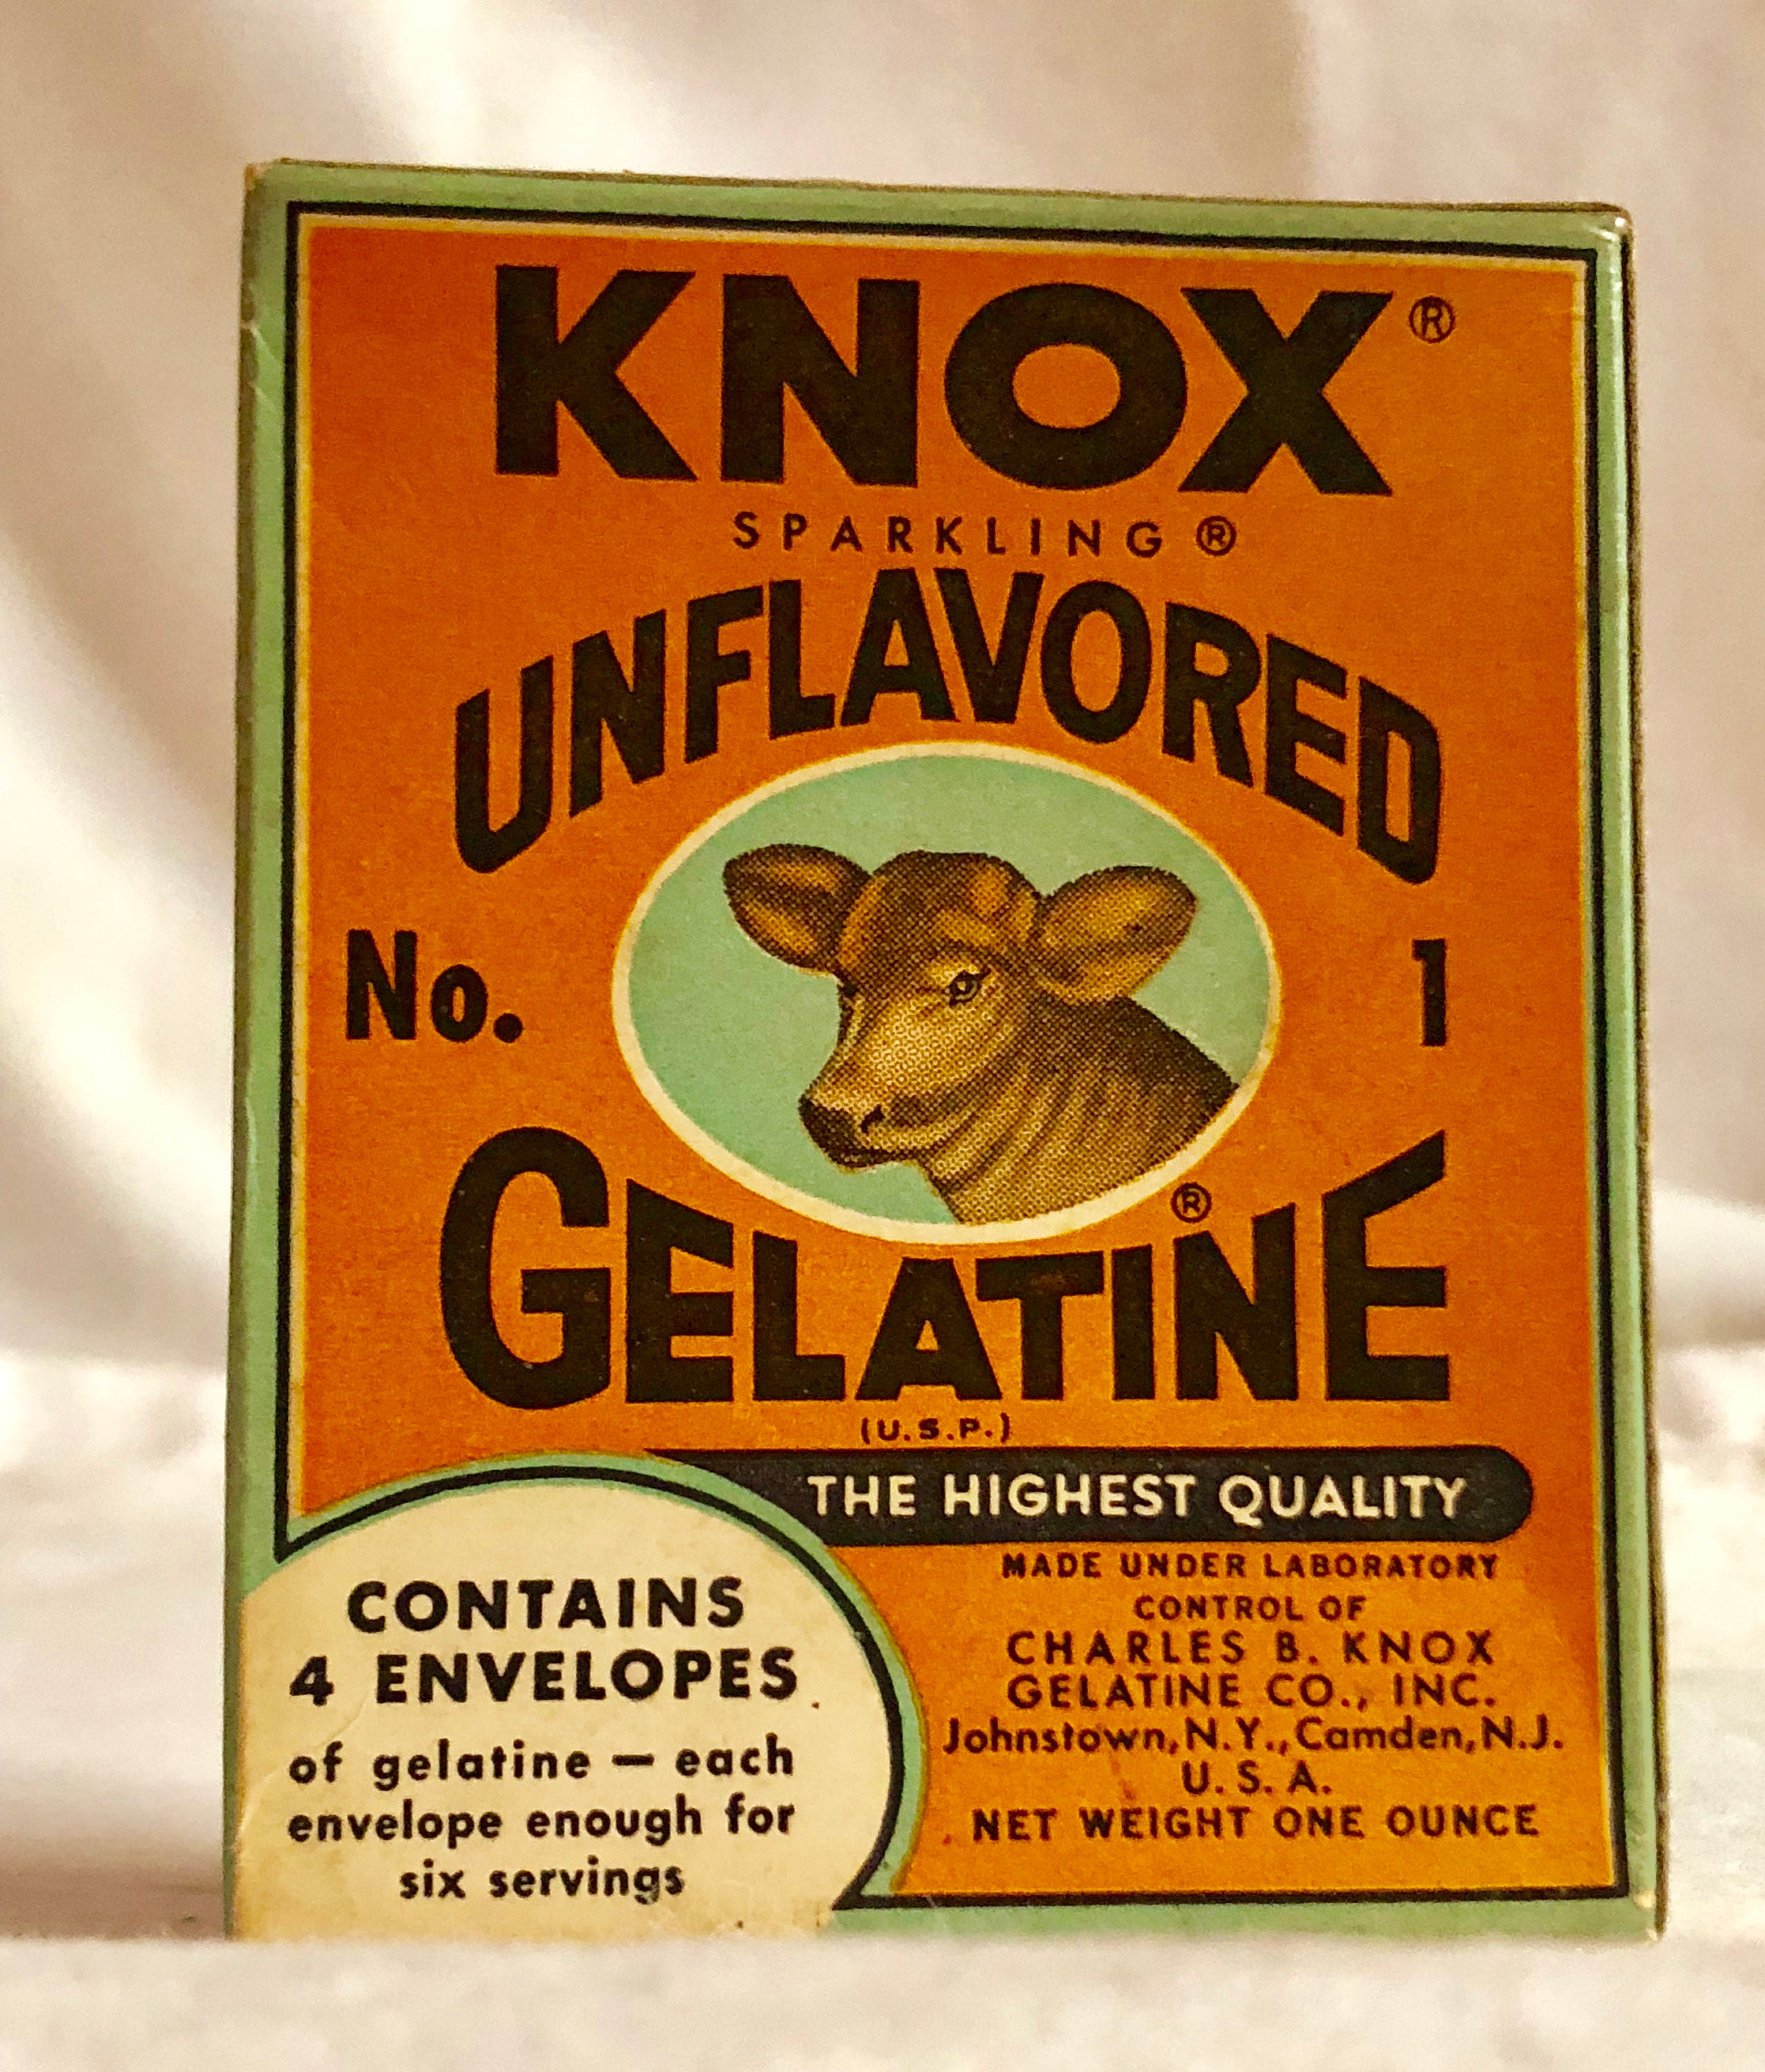 KNOX®
SPARKLING®
UNFLAVORED
No. 1
GELATINE®
(U.S.P.)
THE HIGHEST QUALITY
CONTAINS
4 ENVELOPES
of gelatine — each
envelope enough for
six servings
MADE UNDER LABORATORY
CONTROL OF
CHARLES B. KNOX
GELATINE CO., INC.
Johnstown, N.Y., Camden, N.J.
U. S. A.
NET WEIGHT ONE OUNCE